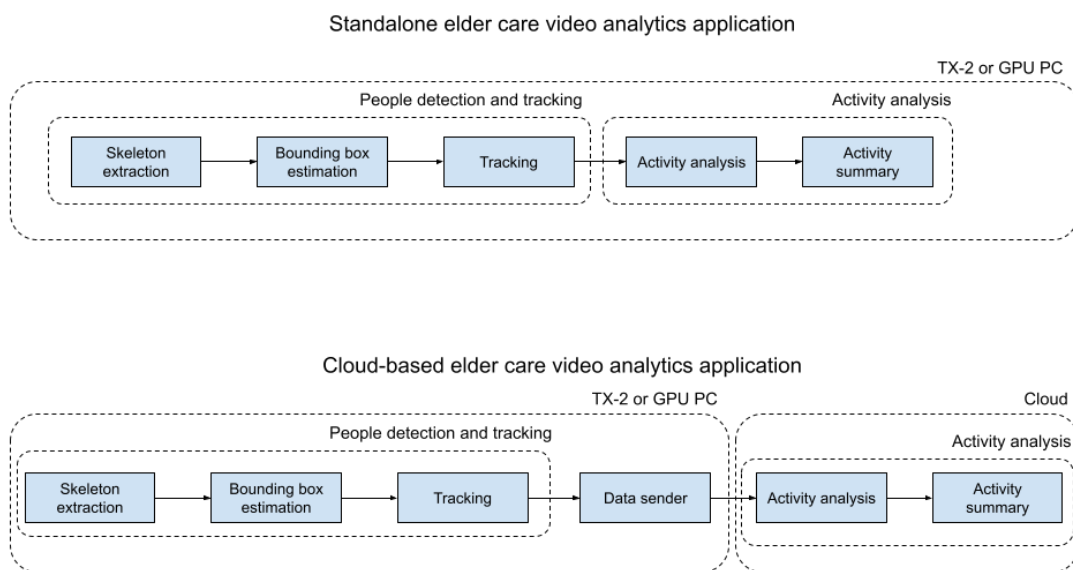 Standalone elder care video analytics application
TX-2 or GPU PC
People detection and tracking
Activity analysis
Skeleton
extraction
Bounding box
estimation
Tracking
Activity analysis
Activity
summary
Cloud-based elder care video analytics application
TX-2 or GPU PC
Cloud
People detection and tracking
Activity analysis
Skeleton
extraction
Bounding box
estimation
Tracking
Data sender
Activity analysis
Activity
summary